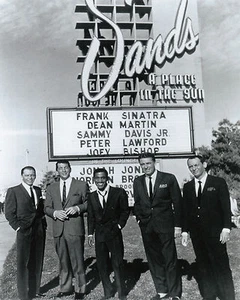 Sands
A PLACE
IN THE SUN
FRANK SINATRA
DEAN MARTIN
SAMMY DAVIS JR
PETER LAWFORD
JOEY BISHOP